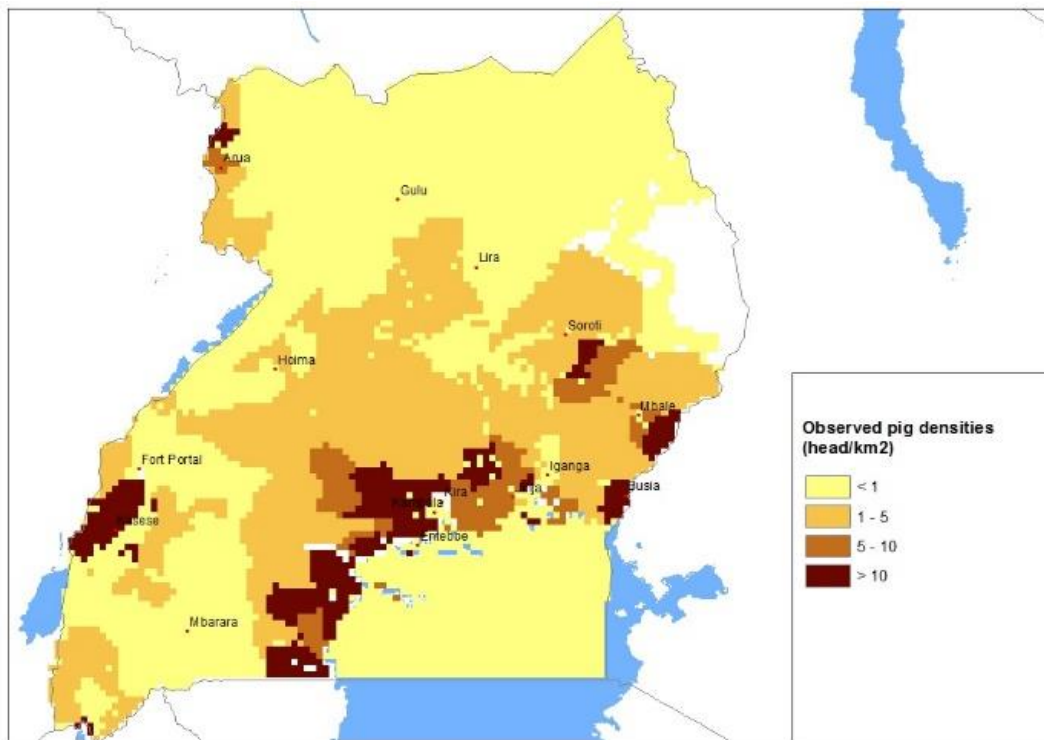 Arua
Gulu
Lira
Soroti
Hoima
Mbale
Fort Portal
Iganga
Kira
Busia
Entebbe
Mbarara
Observed pig densities
(head/km2)
< 1
1 - 5
5 - 10
> 10